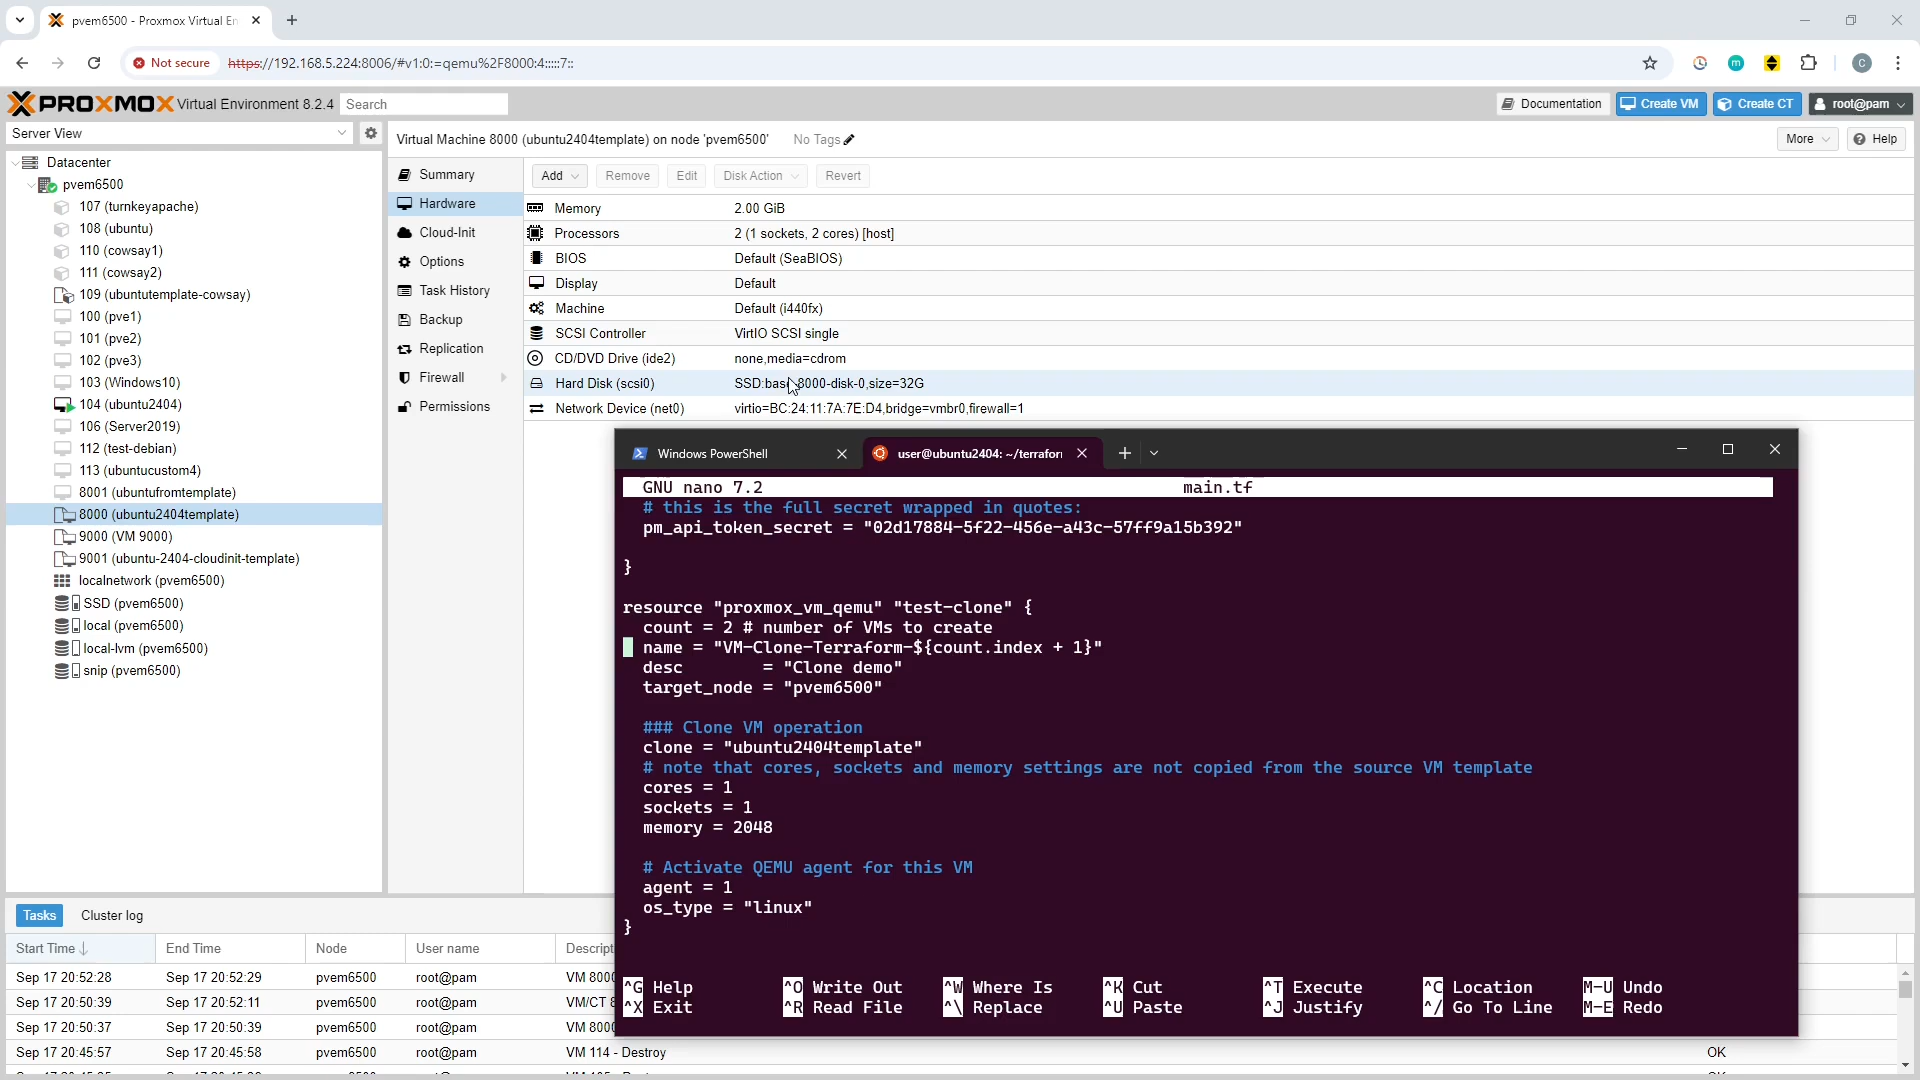 pvem6500 - Proxmox Virtual En
Not secure
https://192.168.5.224:8006/#v1:0:=qemu%2F8000:4:::::7::
m
C
PROXMOX Virtual Environment 8.2.4
Search
Documentation
Create VM
Create CT
root@pam
Server View
Datacenter
pvem6500
107 (turnkeyapache)
108 (ubuntu)
110 (cowsay1)
111 (cowsay2)
109 (ubuntutemplate-cowsay)
100 (pve1)
101 (pve2)
102 (pve3)
103 (Windows10)
104 (ubuntu2404)
106 (Server2019)
112 (test-debian)
113 (ubuntucustom4)
8001 (ubuntufromtemplate)
8000 (ubuntu2404template)
9000 (VM 9000)
9001 (ubuntu-2404-cloudinit-template)
localnetwork (pvem6500)
SSD (pvem6500)
local (pvem6500)
local-lvm (pvem6500)
snip (pvem6500)
Virtual Machine 8000 (ubuntu2404template) on node 'pvem6500'
No Tags
More
Help
Summary
Hardware
Cloud-Init
Options
Task History
Backup
Replication
Firewall
Permissions
Add
Remove
Edit
Disk Action
Revert
Memory 2.00 GiB
Processors 2 (1 sockets, 2 cores) [host]
BIOS Default (SeaBIOS)
Display Default
Machine Default (i440fx)
SCSI Controller VirtIO SCSI single
CD/DVD Drive (ide2) none,media=cdrom
Hard Disk (scsi0) SSD:base-8000-disk-0,size=32G
Network Device (net0) virtio=BC:24:11:7A:7E:D4,bridge=vmbr0,firewall=1
Windows PowerShell
user@ubuntu2404: ~/terraform
GNU nano 7.2 main.tf
# this is the full secret wrapped in quotes:
pm_api_token_secret = "02d17884-5f22-456e-a43c-57ff9a15b392"
}
resource "proxmox_vm_qemu" "test-clone" {
count = 2 # number of VMs to create
name = "VM-Clone-Terraform-${count.index + 1}"
desc = "Clone demo"
target_node = "pvem6500"
### Clone VM operation
clone = "ubuntu2404template"
# note that cores, sockets and memory settings are not copied from the source VM template
cores = 1
sockets = 1
memory = 2048
# Activate QEMU agent for this VM
agent = 1
os_type = "linux"
}
^G Help ^O Write Out ^W Where Is ^K Cut ^T Execute ^C Location M-U Undo
^X Exit ^R Read File ^\ Replace ^U Paste ^J Justify ^/ Go To Line M-E Redo
Tasks
Cluster log
Start Time End Time Node User name Descript
Sep 17 20:52:28 Sep 17 20:52:29 pvem6500 root@pam VM 8000
Sep 17 20:50:39 Sep 17 20:52:11 pvem6500 root@pam VM/CT 8
Sep 17 20:50:37 Sep 17 20:50:39 pvem6500 root@pam VM 8000
Sep 17 20:45:57 Sep 17 20:45:58 pvem6500 root@pam VM 114 - Destroy OK